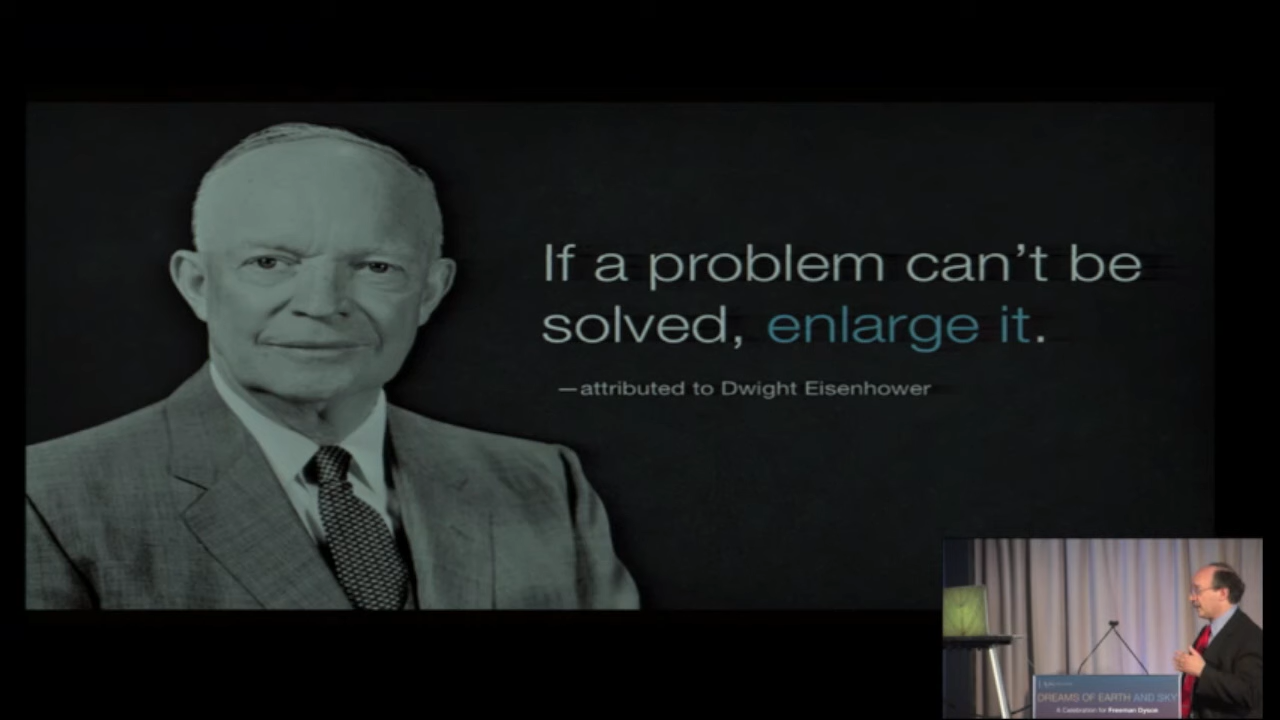 If a problem can’t be
solved, enlarge it.
—attributed to Dwight Eisenhower
DREAMS OF EARTH AND SKY
A Celebration for Freeman Dyson